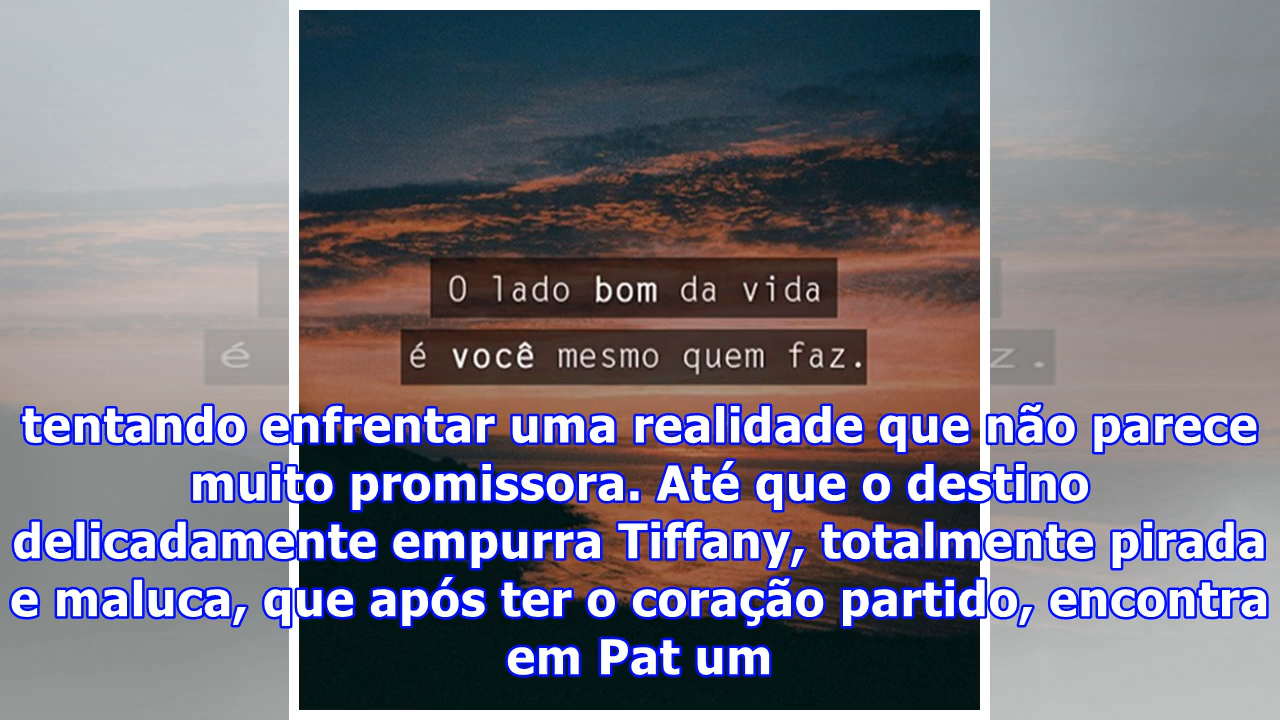 O lado bom da vida
é você mesmo quem faz.
é
z.
tentando enfrentar uma realidade que não parece
muito promissora. Até que o destino
delicadamente empurra Tiffany, totalmente pirada
e maluca, que após ter o coração partido, encontra
em Pat um